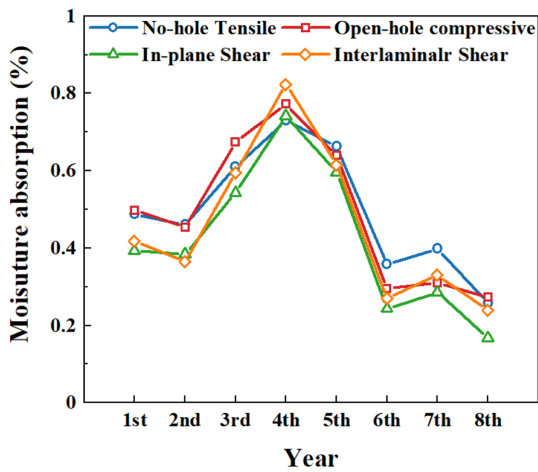 1
No-hole Tensile
Open-hole compressive
In-plane Shear
Interlaminalr Shear
0.8
0.6
0.4
0.2
0
Moisuture absorption (%)
1st 2nd 3rd 4th 5th 6th 7th 8th
Year